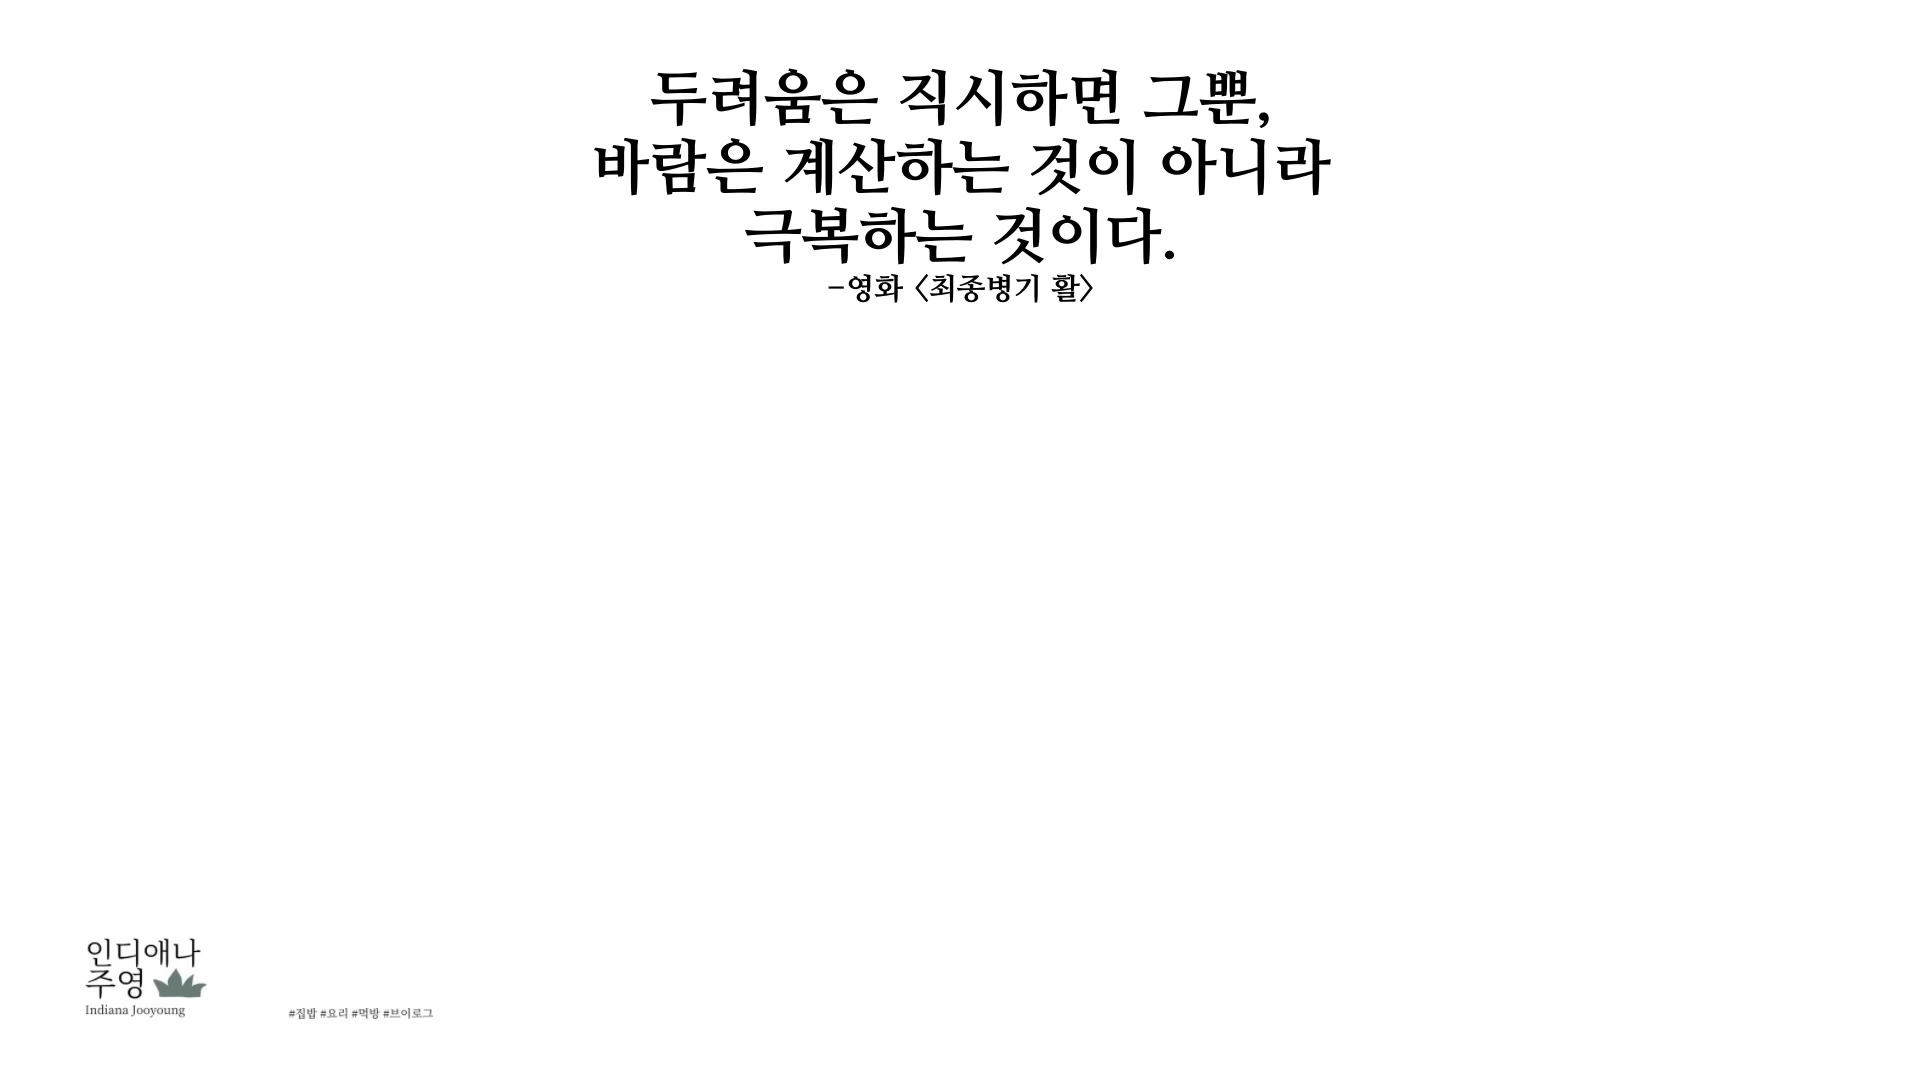 두려움은 직시하면 그뿐,
바람은 계산하는 것이 아니라
극복하는 것이다.
-영화 <최종병기 활>
인디애나
주영
Indiana Jooyoung
#집밥 #요리 #먹방 #브이로그